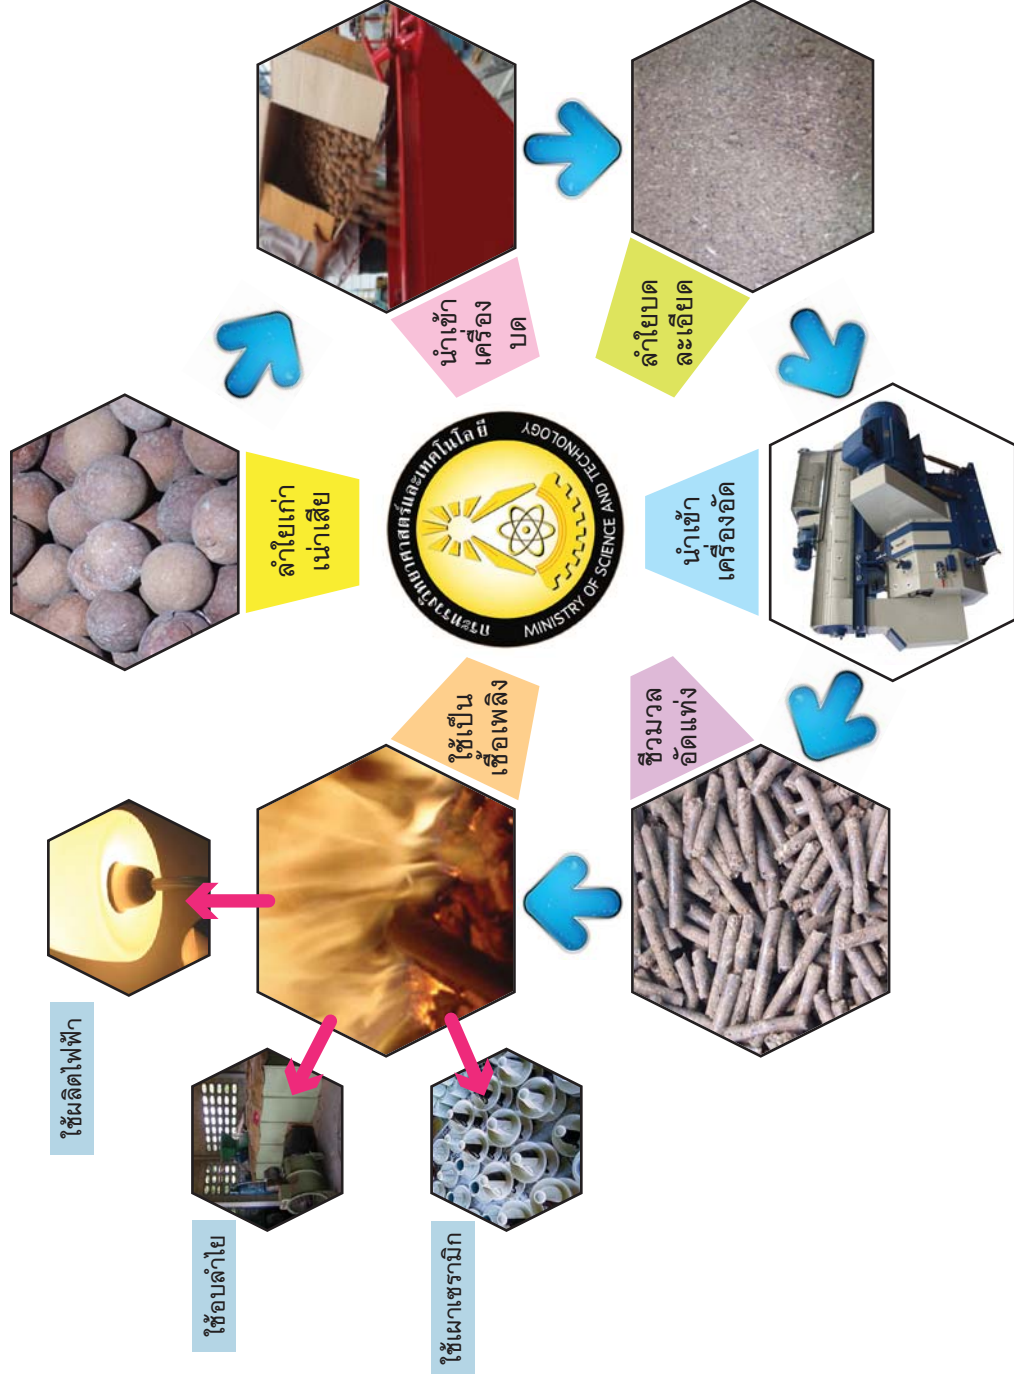 ลำไยเก่า
เน่าเสีย
นำเข้า
เครื่อง
บด
ลำไยบด
ละเอียด
นำเข้า
เครื่องอัด
ชีวมวล
อัดแท่ง
ใช้เป็น
เชื้อเพลิง
ใช้ผลิตไฟฟ้า
ใช้อบลำไย
ใช้เผาเซรามิก
กระทรวงวิทยาศาสตร์และเทคโนโลยี
MINISTRY OF SCIENCE AND TECHNOLOGY